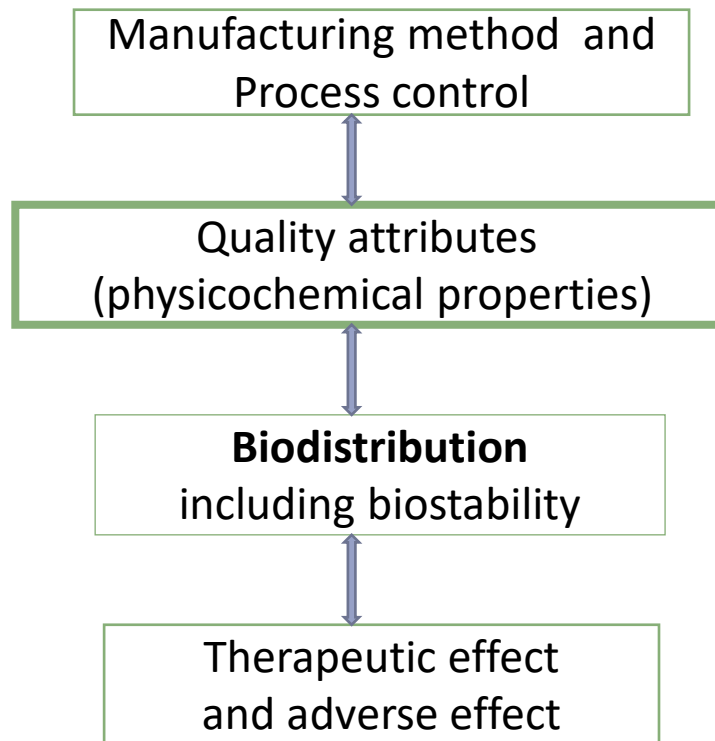 Manufacturing method  and
Process control
Quality attributes
(physicochemical properties)
Biodistribution
including biostability
Therapeutic effect
and adverse effect